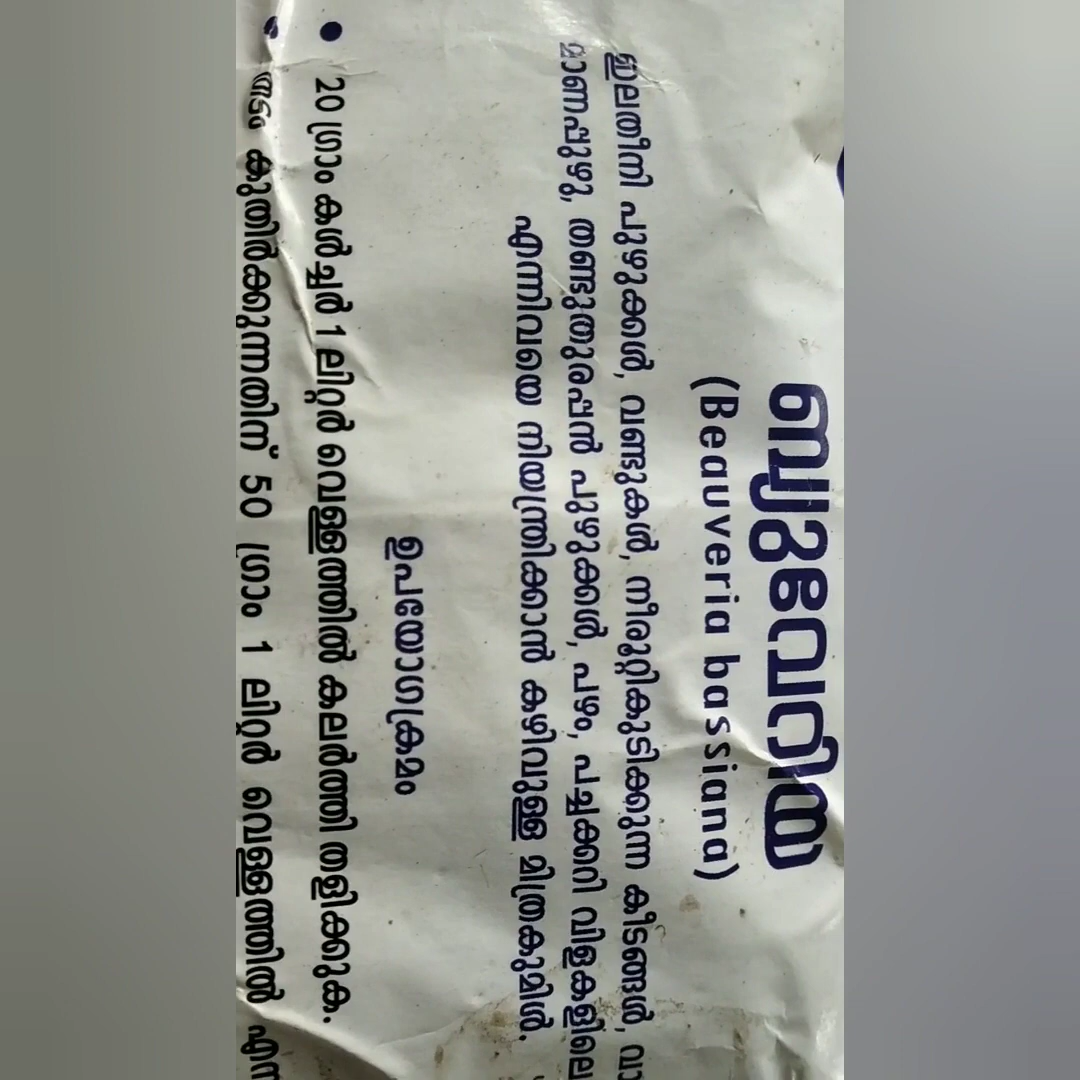 ബ്യൂവേറിയ
(Beauveria bassiana)
ഇലതീനി പുഴുക്കൾ, വണ്ടുകൾ, നീരൂറ്റികുടിക്കുന്ന കീടങ്ങൾ, വാ
മാണപ്പുഴു, തണ്ടുതുരപ്പൻ പുഴുക്കൾ, പഴം, പച്ചക്കറി വിളകളിലെ
എന്നിവയെ നിയന്ത്രിക്കാൻ കഴിവുള്ള മിത്രകുമിൾ.
ഉപയോഗക്രമം
• 20 ഗ്രാം കൾച്ചർ 1 ലിറ്റർ വെള്ളത്തിൽ കലർത്തി തളിക്കുക.
• തടം കുതിർക്കുന്നതിന് 50 ഗ്രാം 1 ലിറ്റർ വെള്ളത്തിൽ